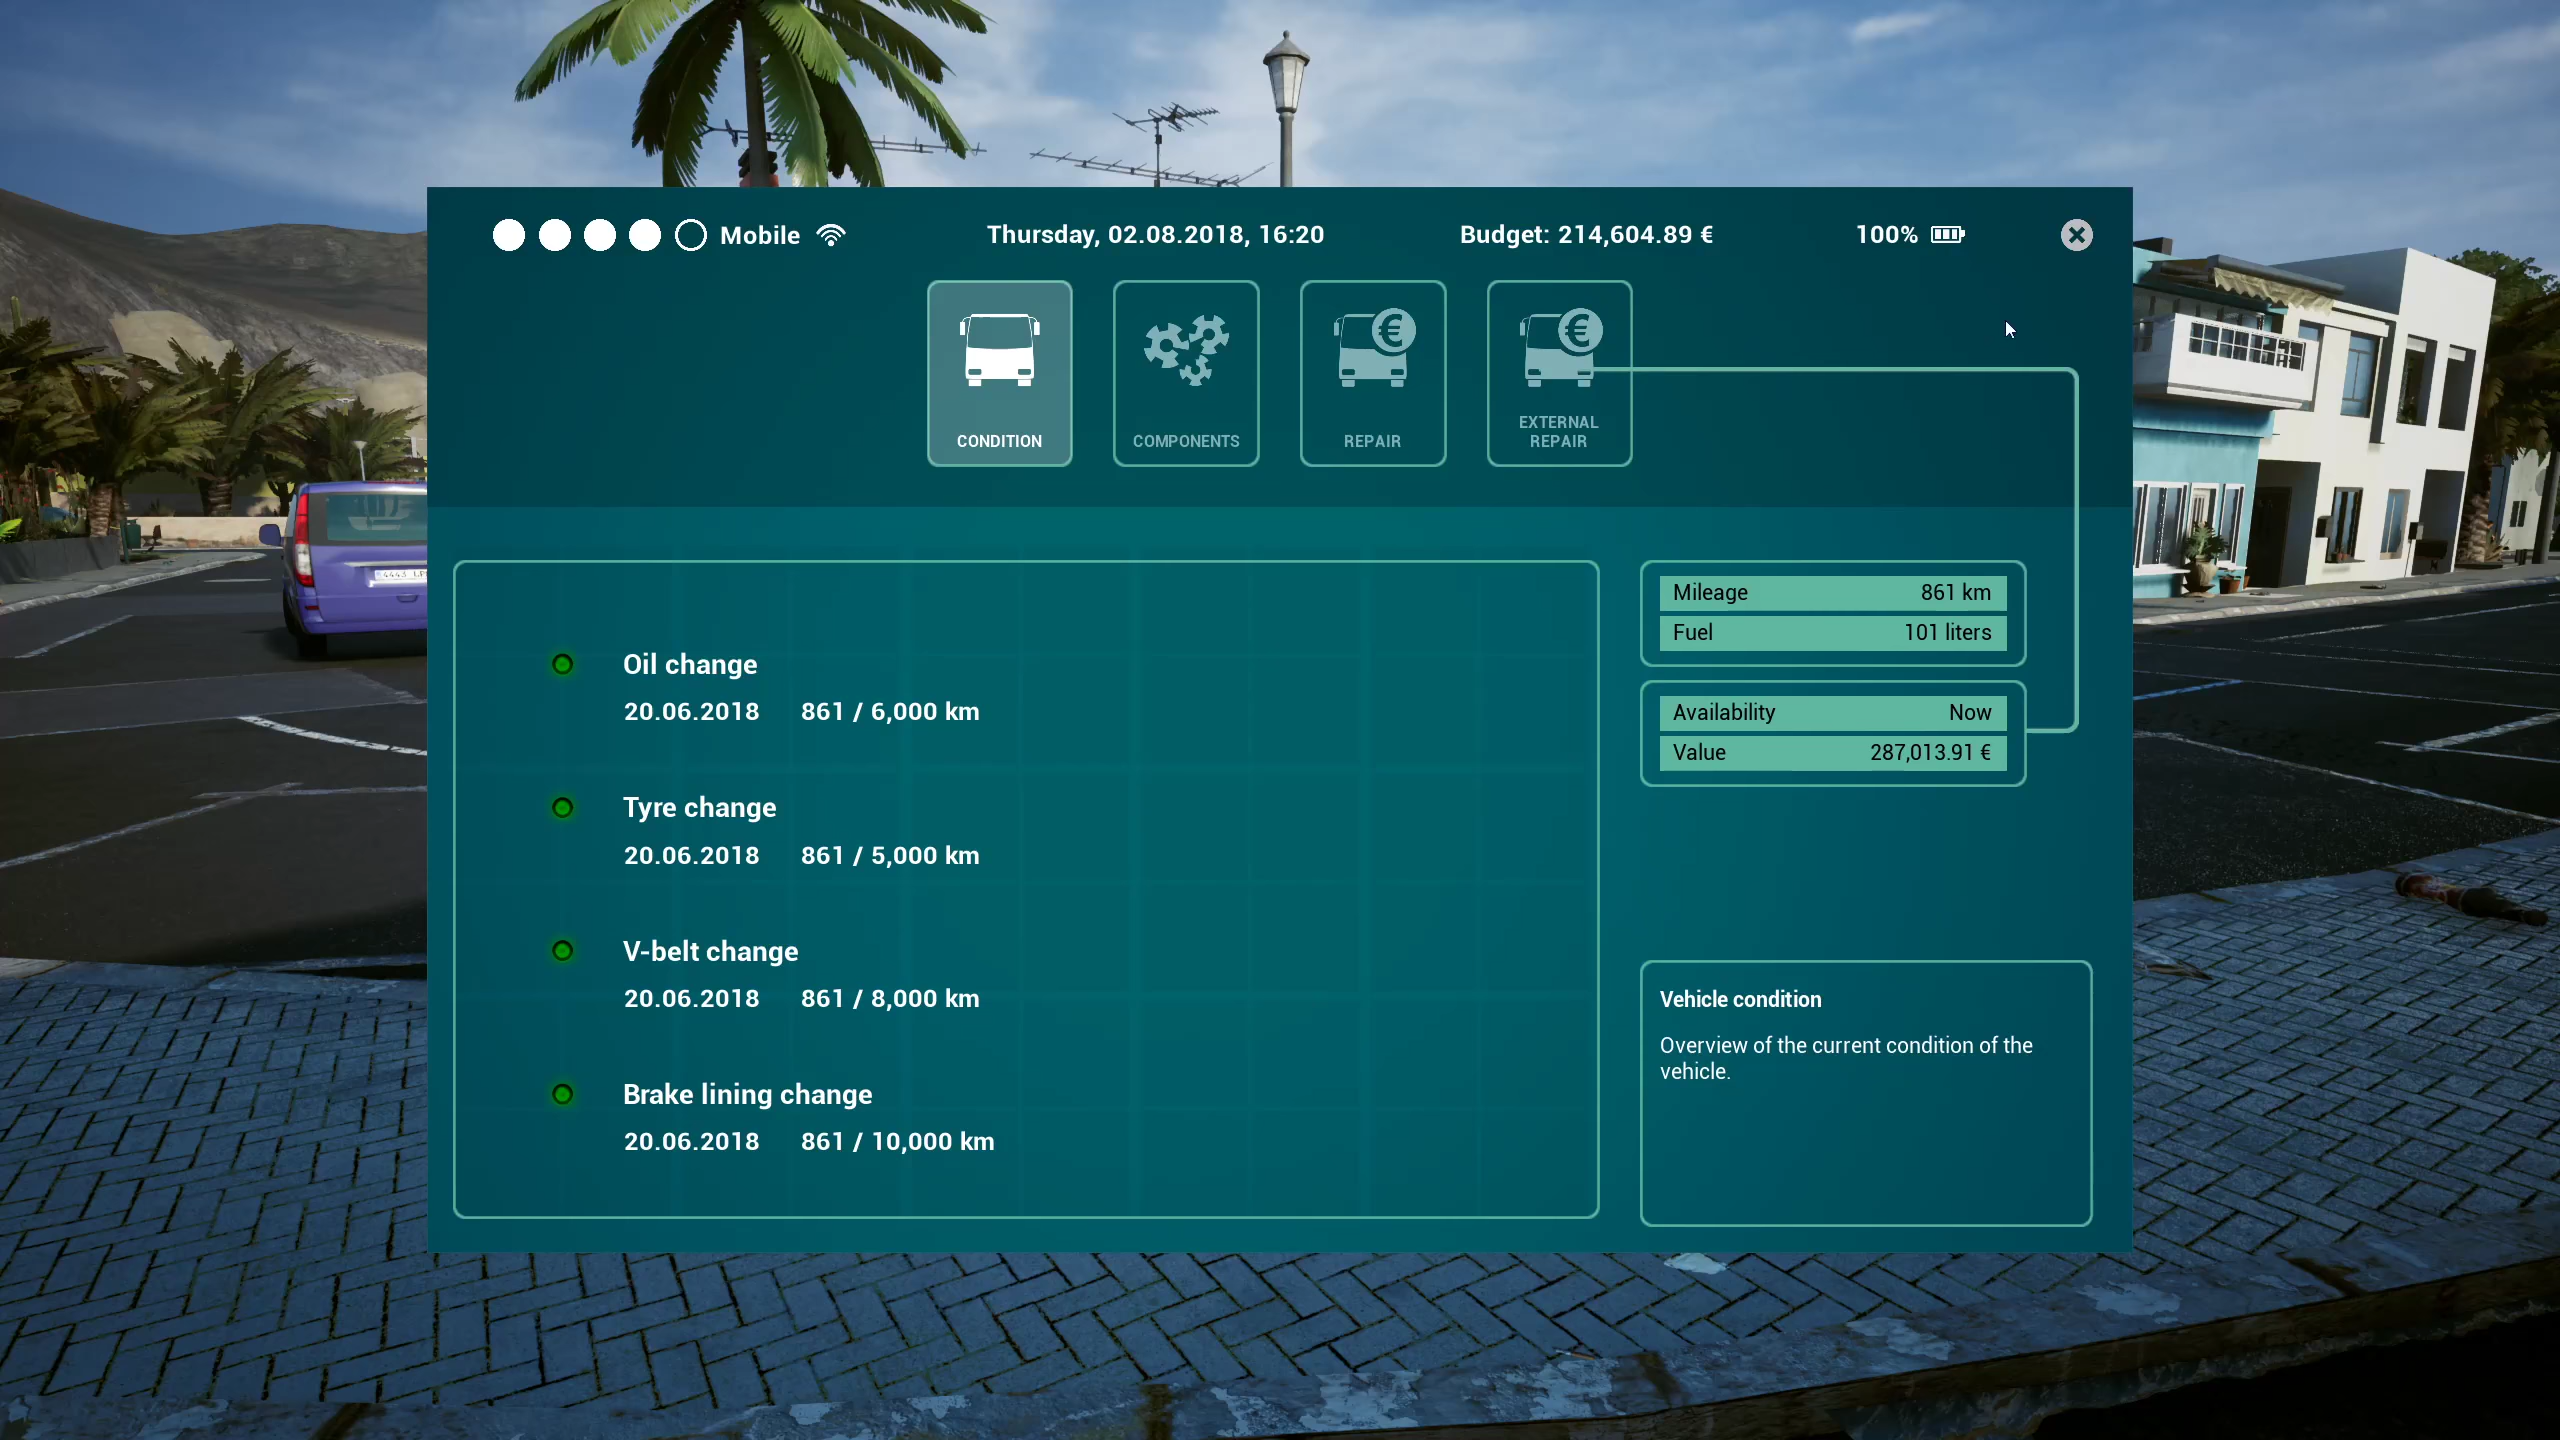 Mobile
Thursday, 02.08.2018, 16:20
Budget: 214,604.89 €
100%
CONDITION
COMPONENTS
REPAIR
EXTERNAL
REPAIR
Oil change
20.06.2018 861 / 6,000 km
Tyre change
20.06.2018 861 / 5,000 km
V-belt change
20.06.2018 861 / 8,000 km
Brake lining change
20.06.2018 861 / 10,000 km
Mileage 861 km
Fuel 101 liters
Availability Now
Value 287,013.91 €
Vehicle condition
Overview of the current condition of the
vehicle.